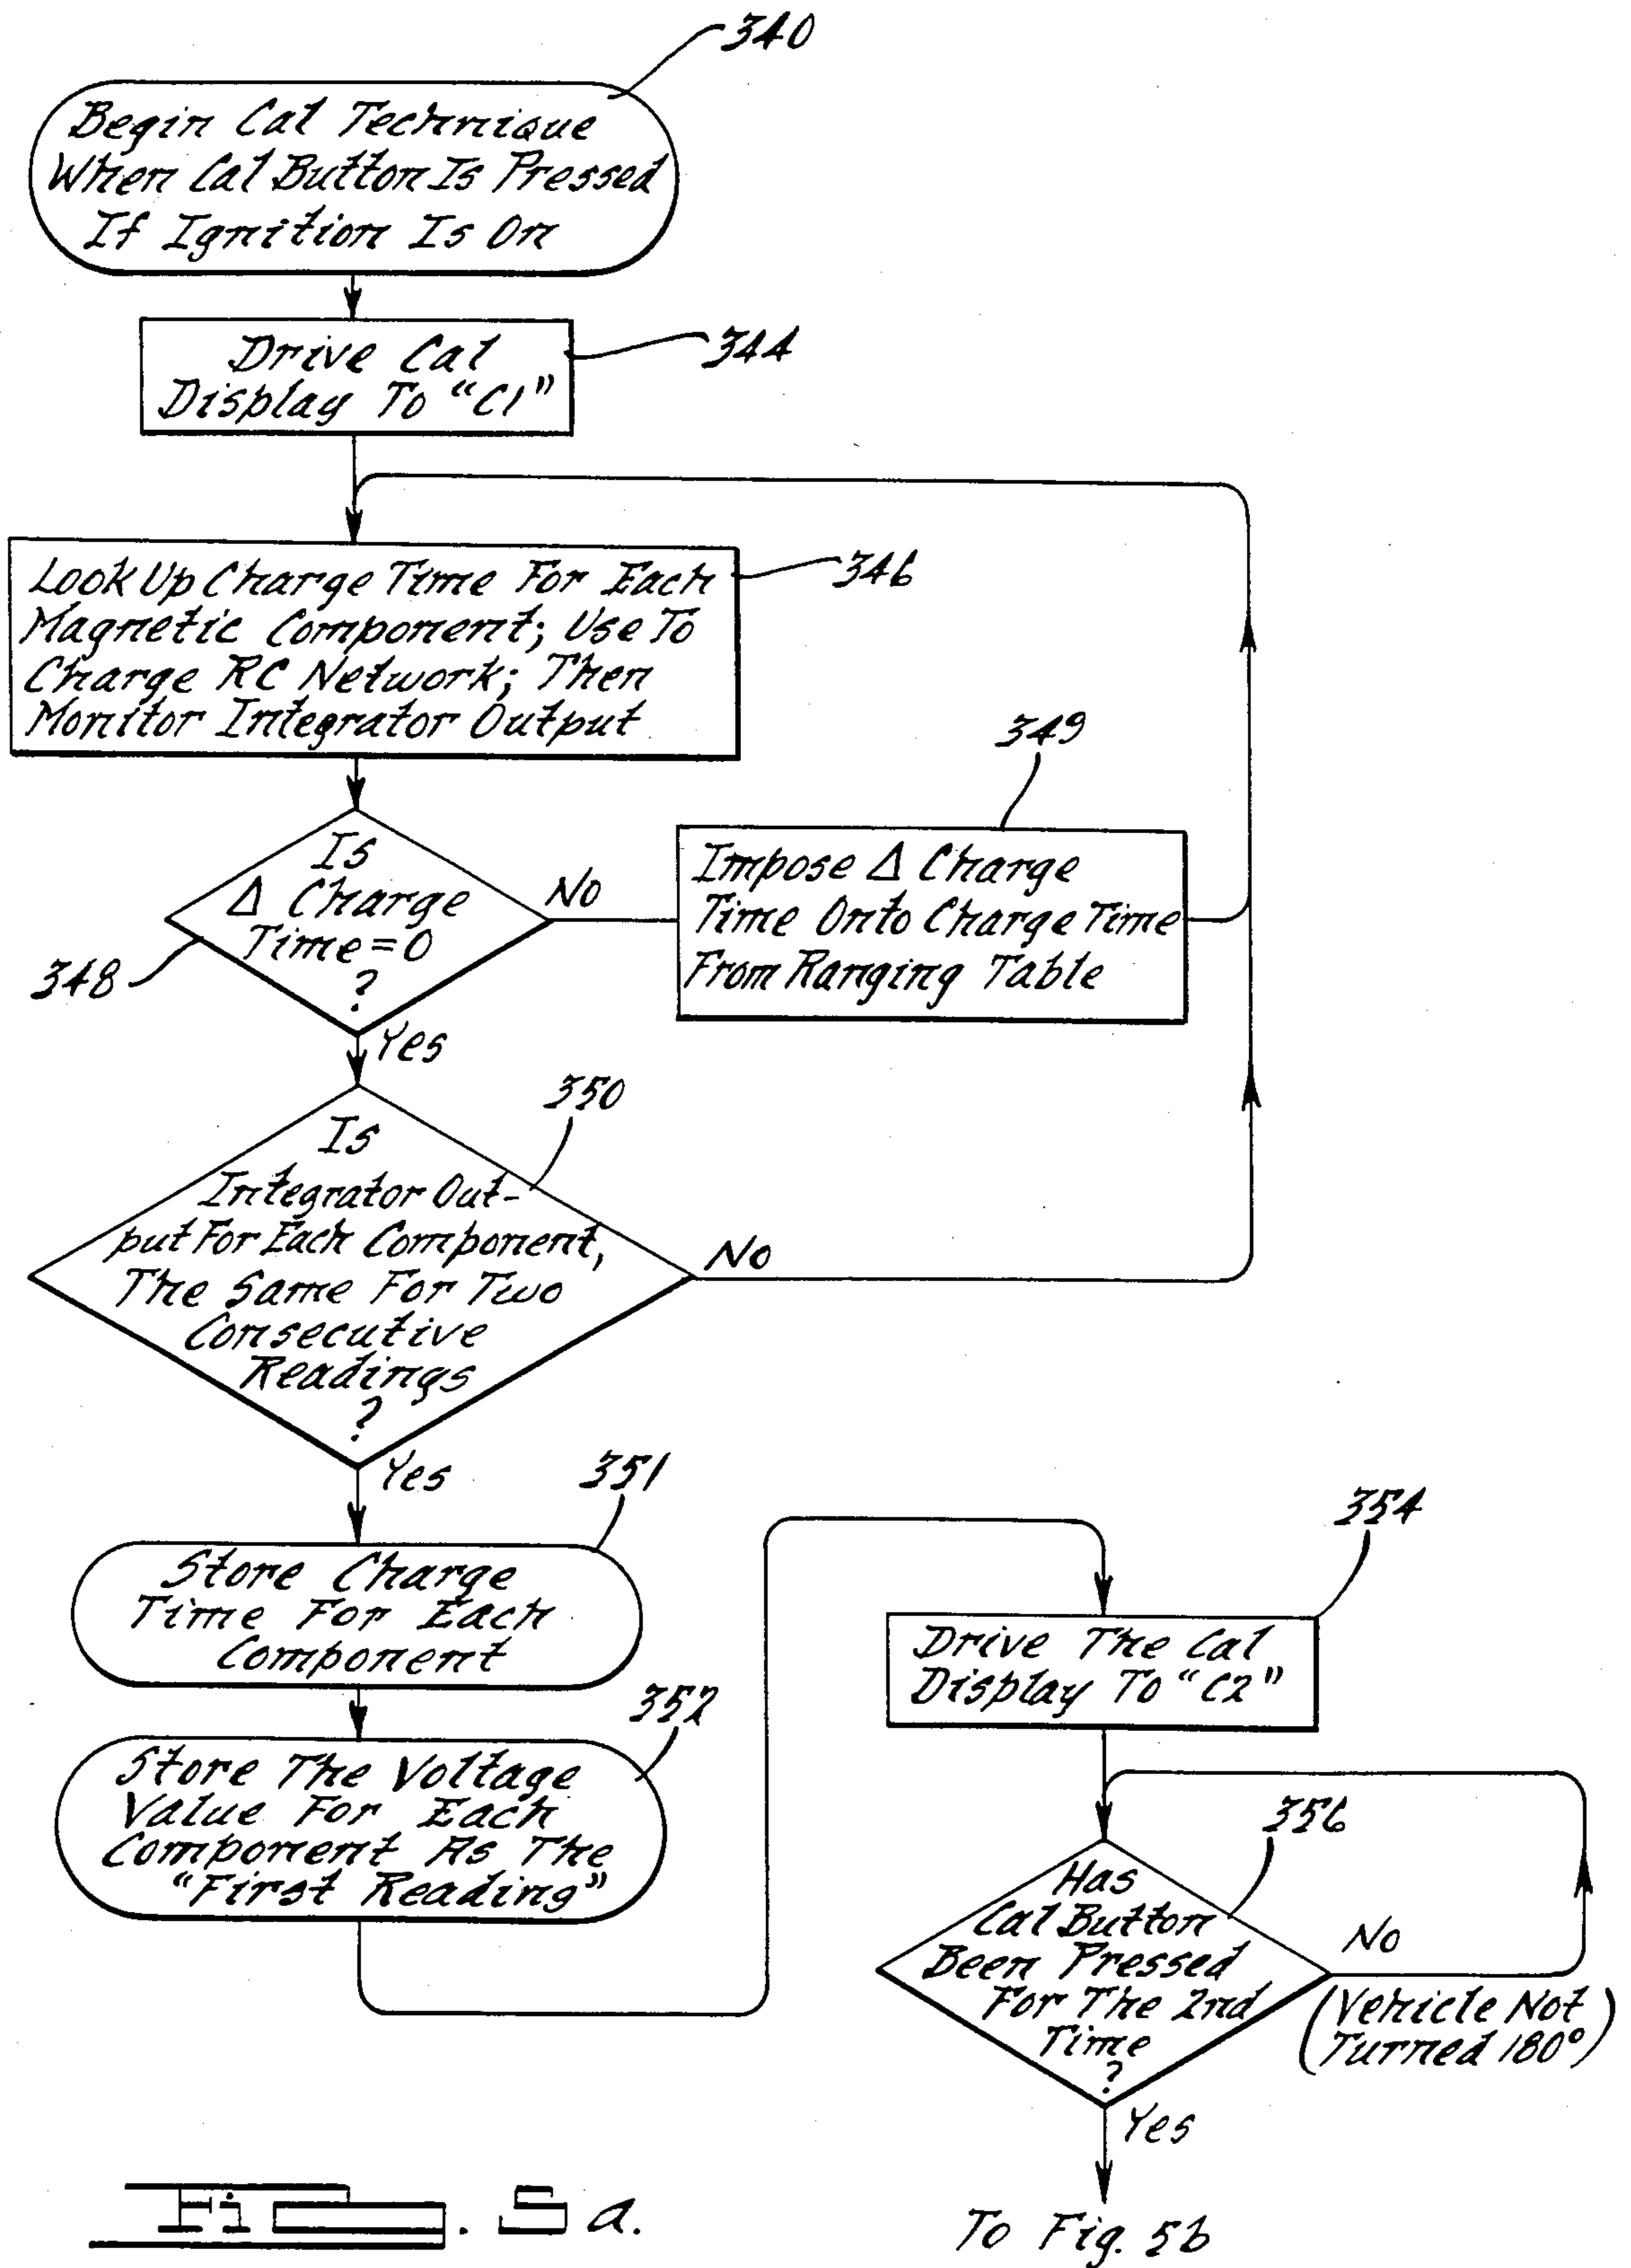 340
Begin Cal Technique
When Cal Button Is Pressed
If Ignition Is On
344
Drive Cal
Display To "C1"
346
Look Up Charge Time For Each
Magnetic Component; Use To
Charge RC Network; Then
Monitor Integrator Output
349
Is
Δ Charge
Time=0
?
348
No
Impose Δ Charge
Time Onto Charge Time
From Ranging Table
Yes
350
Is
Integrator Out-
put For Each Component,
The Same For Two
Consecutive
Readings
?
No
Yes
351
Store Charge
Time For Each
Component
352
Store The Voltage
Value For Each
Component As The
"First Reading"
354
Drive The Cal
Display To "C2"
356
Has
Cal Button
Been Pressed
For The 2nd
Time
?
No
(Vehicle Not
Turned 180°)
Yes
To Fig. 5b
Fig. 5a.